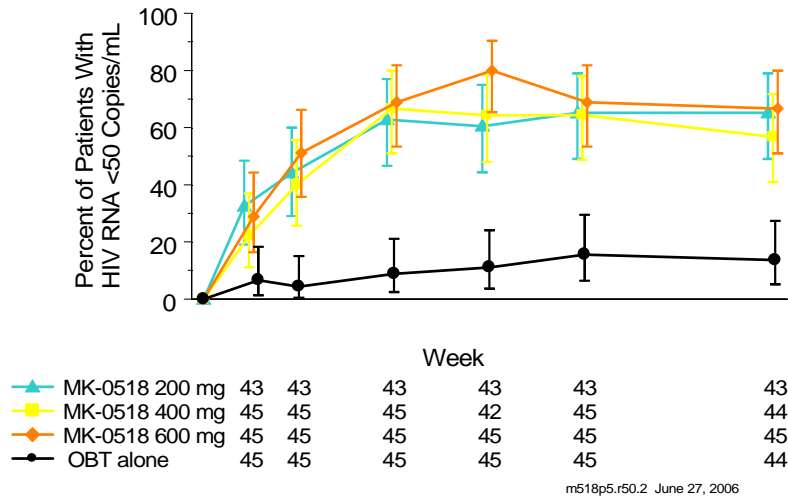 Percent of Patients With
HIV RNA <50 Copies/mL
100
80
60
40
20
0
Week
MK-0518 200 mg 43 43 43 43 43 43
MK-0518 400 mg 45 45 45 42 45 44
MK-0518 600 mg 45 45 45 45 45 45
OBT alone 45 45 45 45 45 44
m518p5.r50.2 June 27, 2006